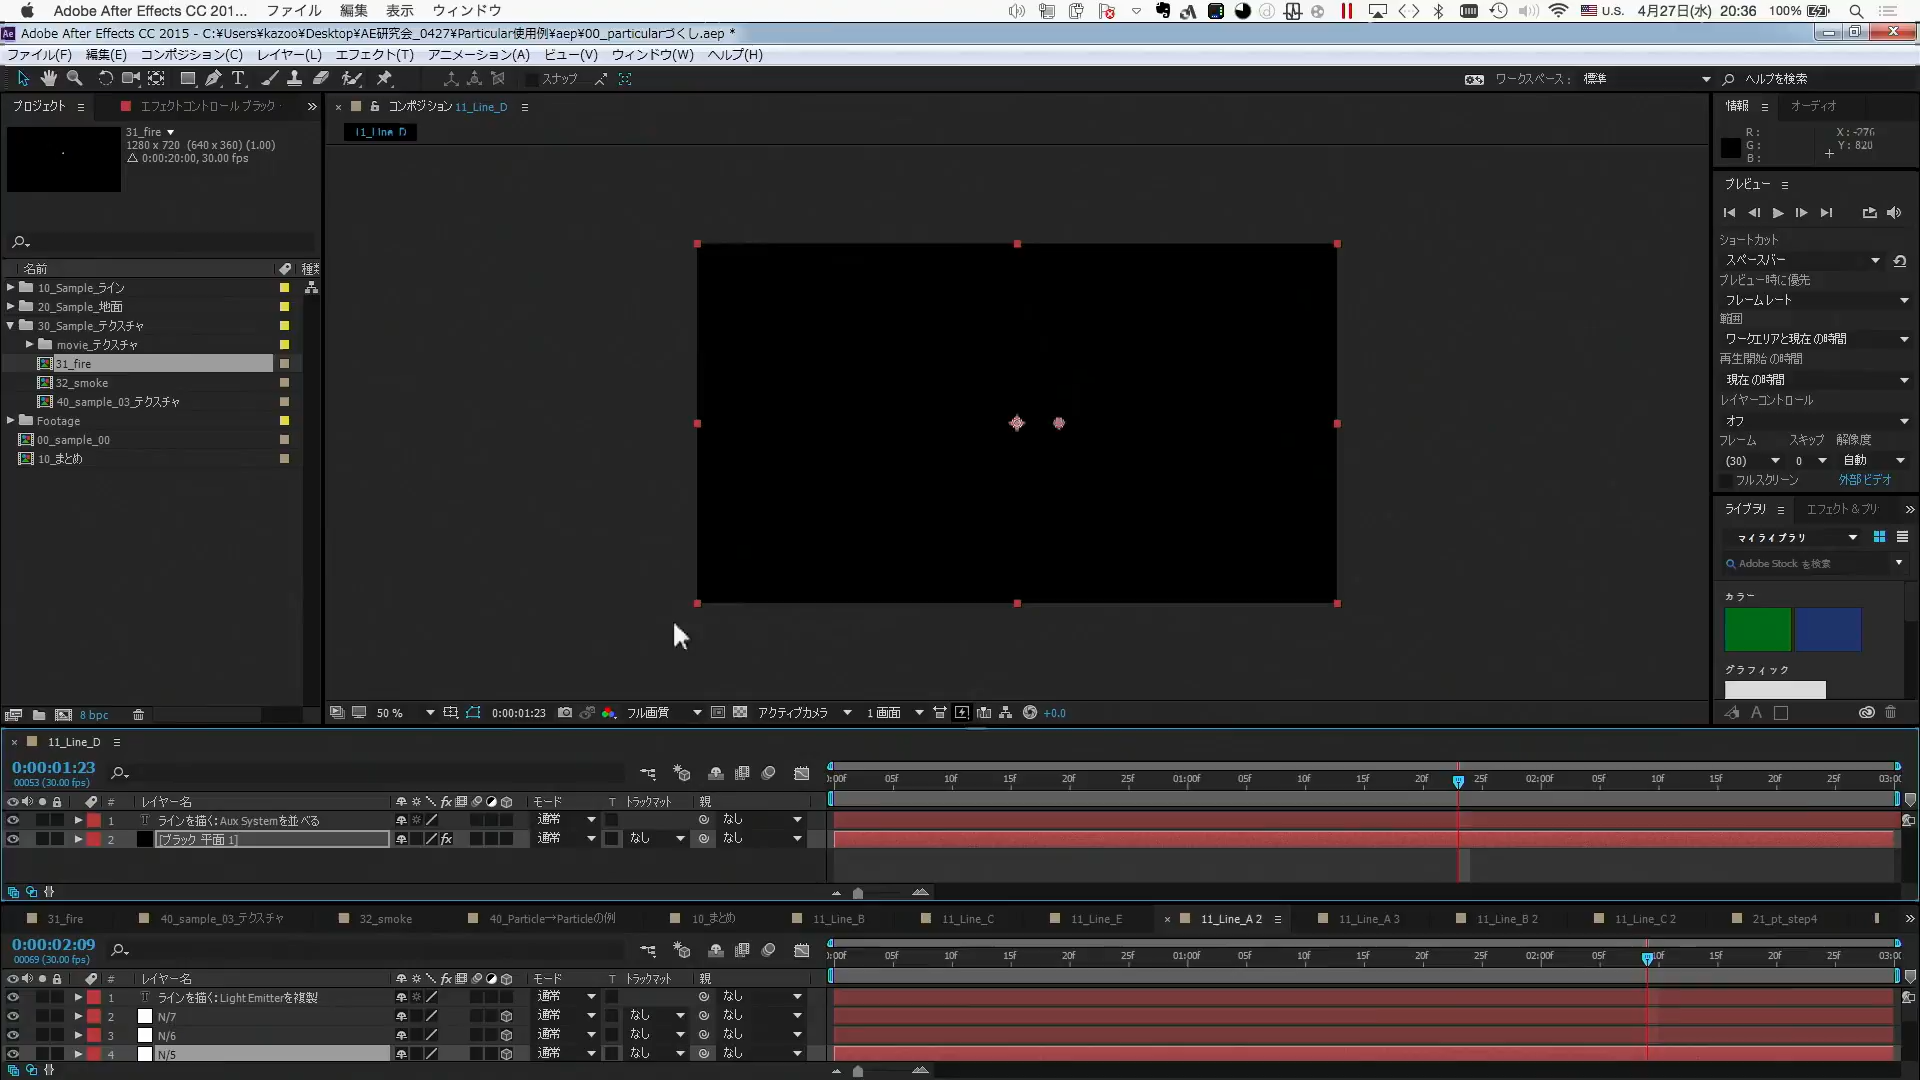 Adobe After Effects CC 201... ファイル 編集 表示 ウィンドウ U.S. 4月27日(水) 20:36 100%
Adobe After Effects CC 2015 - C:¥Users¥kazoo¥Desktop¥AE研究会_0427¥Particular使用例¥aep¥00_particularづくし.aep *
ファイル(F) 編集(E) コンポジション(C) レイヤー(L) エフェクト(T) アニメーション(A) ビュー(V) ウィンドウ(W) ヘルプ(H)
スナップ ワークスペース: 標準 ヘルプを検索
プロジェクト エフェクトコントロール ブラック コンポジション 11_Line_D 情報 オーディオ
11_Line_D
31_fire
1280 x 720 (640 x 360) (1.00)
△ 0:00:20:00, 30.00 fps
R: X: -276
G: Y: 820
B:
プレビュー
ショートカット
スペースバー
プレビュー時に優先
フレームレート
範囲
ワークエリアと現在の時間
再生開始の時間
現在の時間
レイヤーコントロール
オフ
フレーム スキップ 解像度
(30) 0 自動
フルスクリーン 外部ビデオ
ライブラリ エフェクト&プリ
マイライブラリ
Adobe Stock を検索
カラー
グラフィック
名前 種類
10_Sample_ライン
20_Sample_地面
30_Sample_テクスチャ
movie_テクスチャ
31_fire
32_smoke
40_sample_03_テクスチャ
Footage
00_sample_00
10_まとめ
8 bpc
50 % 0:00:01:23 フル画質 アクティブカメラ 1画面 +0.0
11_Line_D
0:00:01:23
00053 (30.00 fps)
:00f 05f 10f 15f 20f 25f 01:00f 05f 10f 15f 20f 25f 02:00f 05f 10f 15f 20f 25f 03:0
# レイヤー名 fx モード T トラックマット 親
1 T ラインを描く:Aux Systemを並べる 通常 なし
2 [ブラック 平面 1] fx 通常 なし なし
31_fire 40_sample_03_テクスチャ 32_smoke 40_Particle→Particleの例 10_まとめ 11_Line_B 11_Line_C 11_Line_E 11_Line_A 2 11_Line_A 3 11_Line_B 2 11_Line_C 2 21_pt_step4
0:00:02:09
00069 (30.00 fps)
:00f 05f 10f 15f 20f 25f 01:00f 05f 10f 15f 20f 25f 02:00f 05f 10f 15f 20f 25f 03:0
# レイヤー名 fx モード T トラックマット 親
1 T ラインを描く:Light Emitterを複製 通常 なし
2 N/7 通常 なし なし
3 N/6 通常 なし なし
4 N/5 通常 なし なし